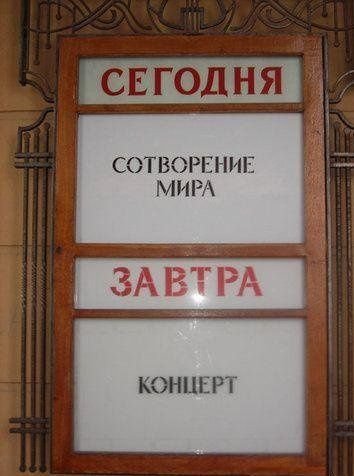 СЕГОДНЯ
СОТВОРЕНИЕ
МИРА
ЗАВТРА
КОНЦЕРТ